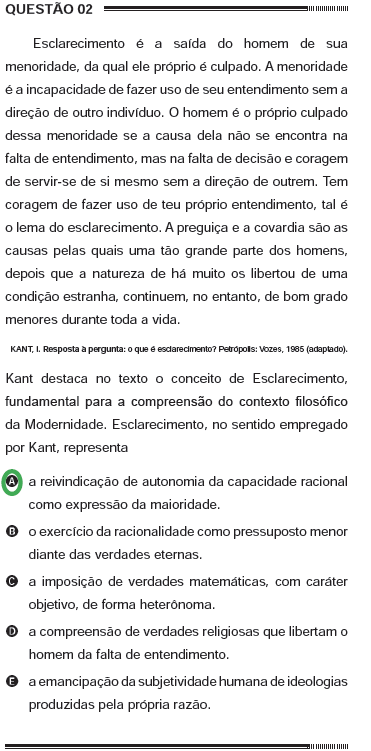 QUESTÃO 02
Esclarecimento é a saída do homem de sua
menoridade, da qual ele próprio é culpado. A menoridade
é a incapacidade de fazer uso de seu entendimento sem a
direção de outro indivíduo. O homem é o próprio culpado
dessa menoridade se a causa dela não se encontra na
falta de entendimento, mas na falta de decisão e coragem
de servir-se de si mesmo sem a direção de outrem. Tem
coragem de fazer uso de teu próprio entendimento, tal é
o lema do esclarecimento. A preguiça e a covardia são as
causas pelas quais uma tão grande parte dos homens,
depois que a natureza de há muito os libertou de uma
condição estranha, continuem, no entanto, de bom grado
menores durante toda a vida.
KANT, I. Resposta à pergunta: o que é esclarecimento? Petrópolis: Vozes, 1985 (adaptado).
Kant destaca no texto o conceito de Esclarecimento,
fundamental para a compreensão do contexto filosófico
da Modernidade. Esclarecimento, no sentido empregado
por Kant, representa
A a reivindicação de autonomia da capacidade racional
como expressão da maioridade.
B o exercício da racionalidade como pressuposto menor
diante das verdades eternas.
C a imposição de verdades matemáticas, com caráter
objetivo, de forma heterônoma.
D a compreensão de verdades religiosas que libertam o
homem da falta de entendimento.
E a emancipação da subjetividade humana de ideologias
produzidas pela própria razão.